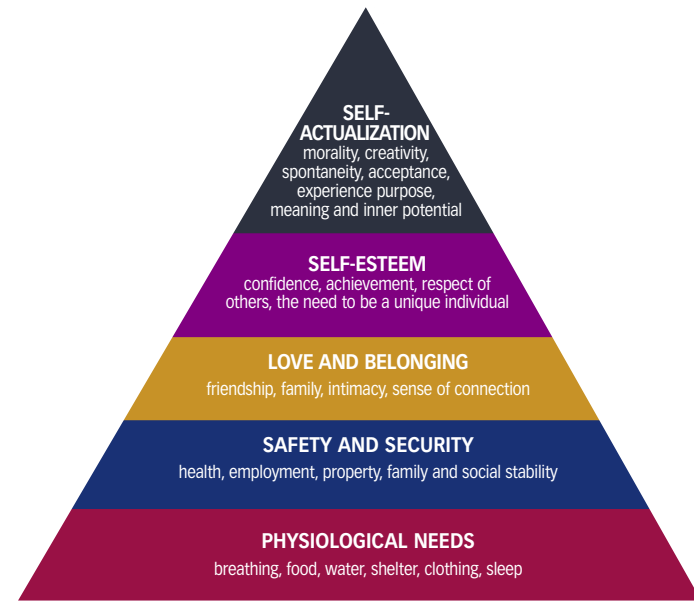 SELF-
ACTUALIZATION
morality, creativity,
spontaneity, acceptance,
experience purpose,
meaning and inner potential
SELF-ESTEEM
confidence, achievement, respect of
others, the need to be a unique individual
LOVE AND BELONGING
friendship, family, intimacy, sense of connection
SAFETY AND SECURITY
health, employment, property, family and social stability
PHYSIOLOGICAL NEEDS
breathing, food, water, shelter, clothing, sleep